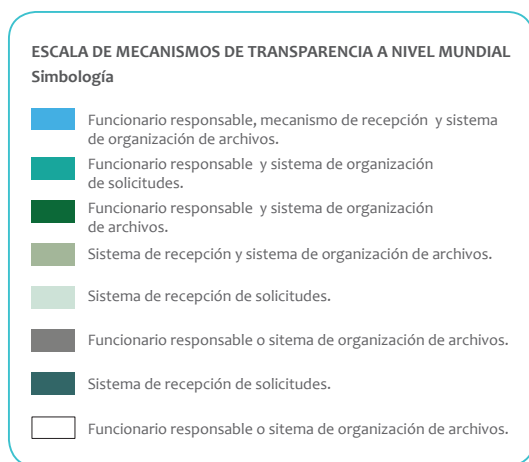 ESCALA DE MECANISMOS DE TRANSPARENCIA A NIVEL MUNDIAL
Simbología
Funcionario responsable, mecanismo de recepción y sistema
de organización de archivos.
Funcionario responsable y sistema de organización
de solicitudes.
Funcionario responsable y sistema de organización
de archivos.
Sistema de recepción y sistema de organización de archivos.
Sistema de recepción de solicitudes.
Funcionario responsable o sitema de organización de archivos.
Sistema de recepción de solicitudes.
Funcionario responsable o sitema de organización de archivos.